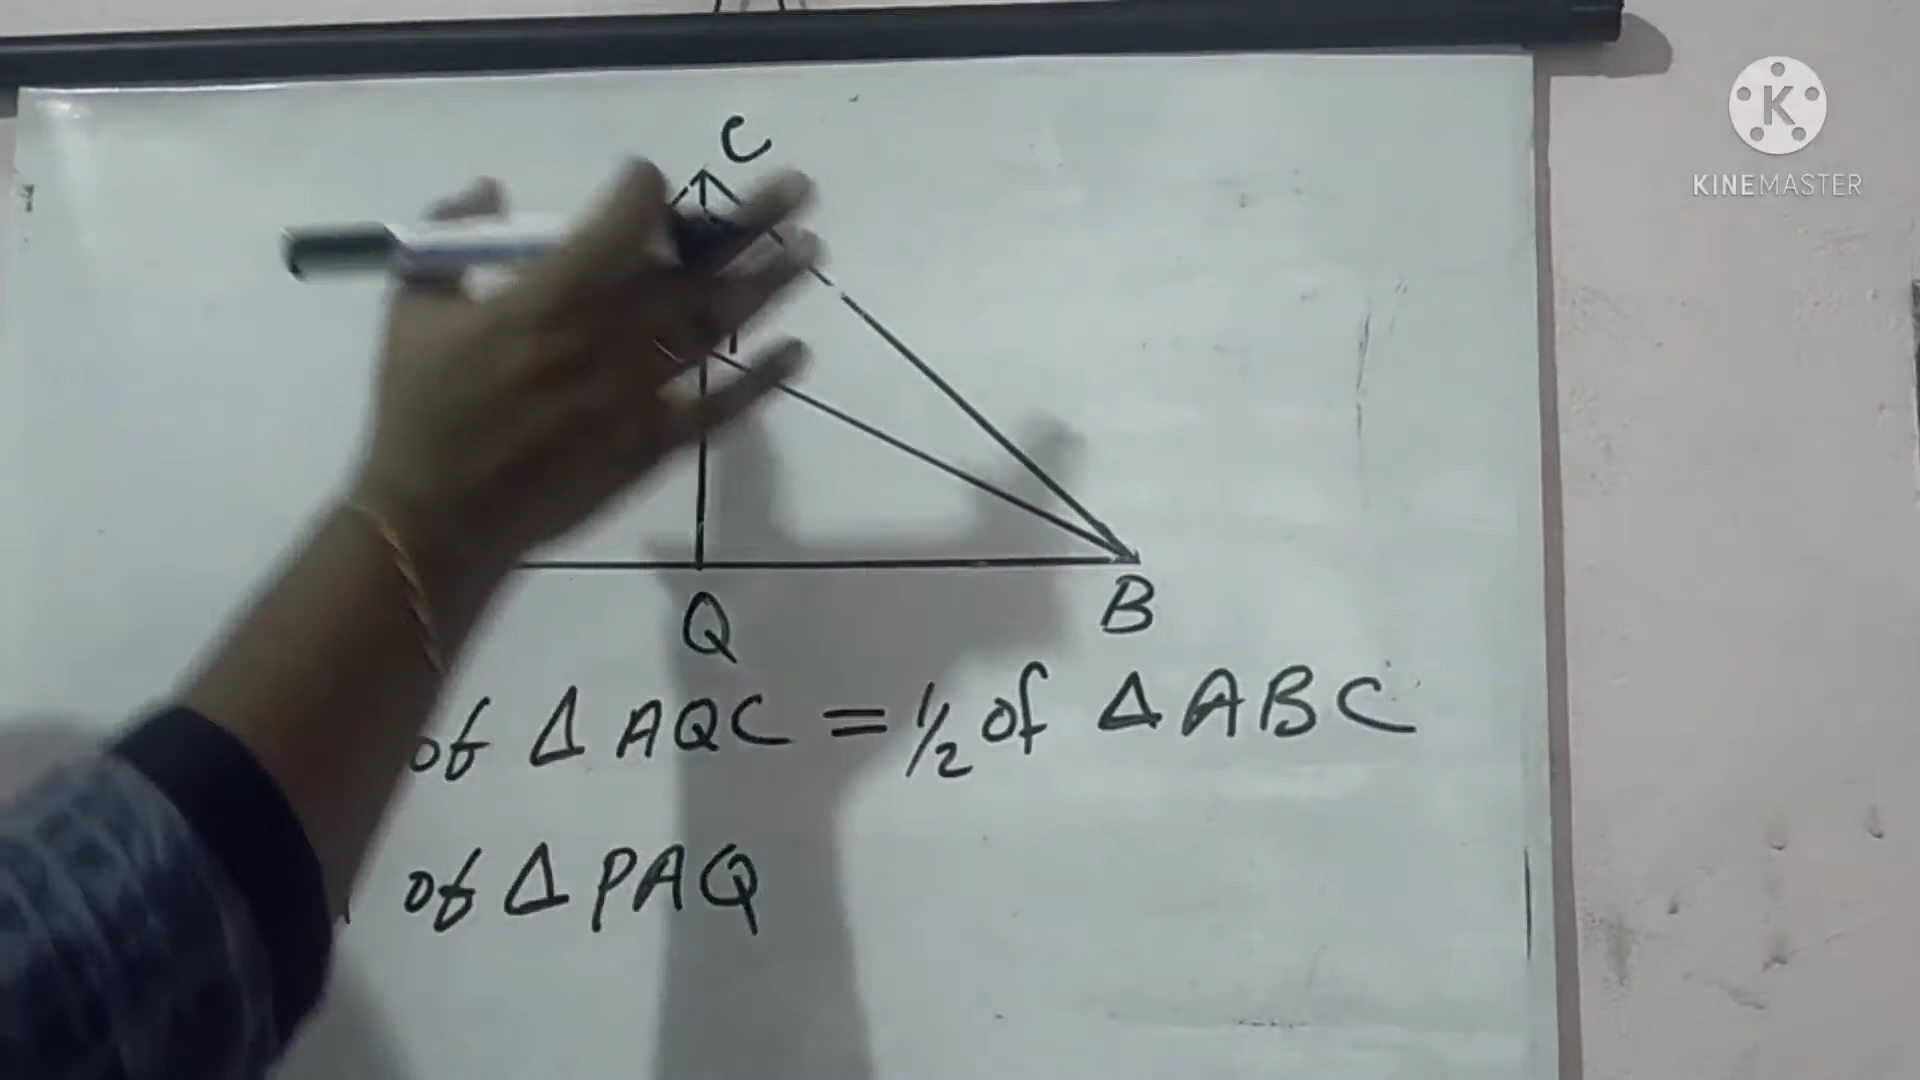 C
K
KINEMASTER
Q
B
of Δ AQC = 1/2 of Δ ABC
of Δ PAQ